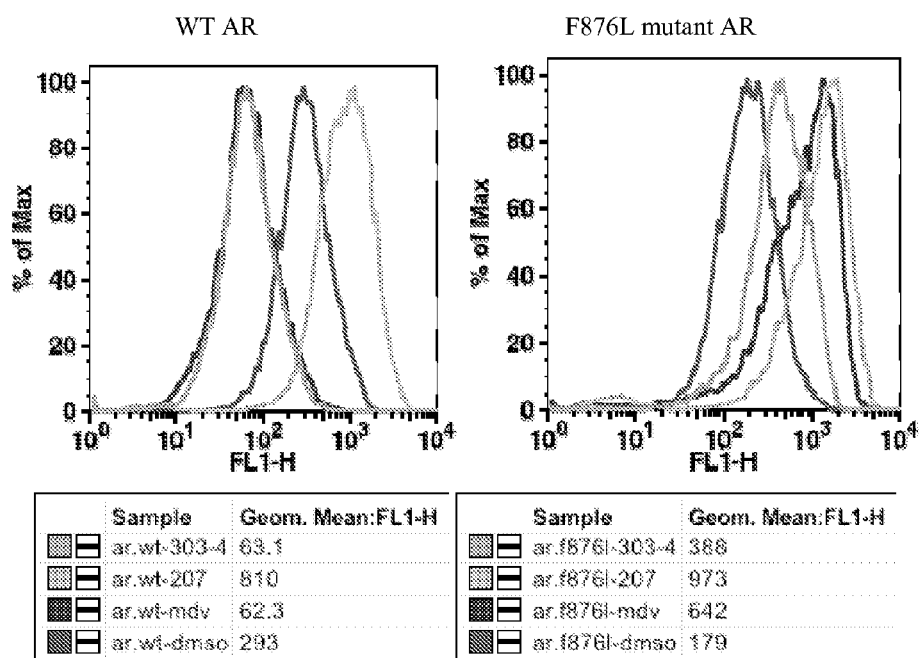 WT AR
F876L mutant AR
100
80
60
40
20
0
% of Max
10^0 10^1 10^2 10^3 10^4
FL1-H
100
80
60
40
20
0
% of Max
10^0 10^2 10^3 10^4
FL1-H
Sample Geom. Mean:FL1-H
ar.wt-303-4 63.1
ar.wt-207 810
ar.wt-mdv 62.3
ar.wt-dmso 293
Sample Geom. Mean:FL1-H
ar.f876l-303-4 388
ar.f876l-207 973
ar.f876l-mdv 642
ar.f876l-dmso 179